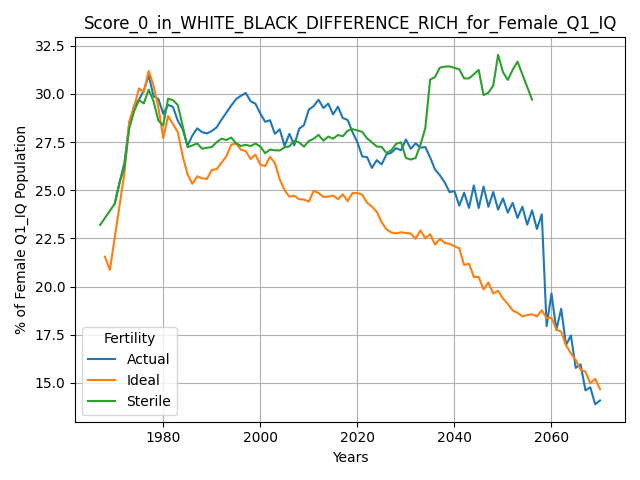 Score_0_in_WHITE_BLACK_DIFFERENCE_RICH_for_Female_Q1_IQ
32.5
30.0
27.5
25.0
22.5
20.0
17.5
15.0
% of Female Q1_IQ Population
Fertility
Actual
Ideal
Sterile
1980
2000
2020
2040
2060
Years